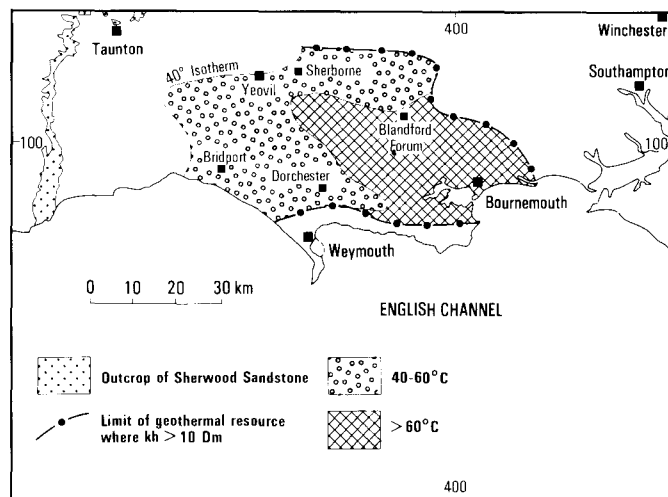 400
Winchester
Taunton
40° Isotherm
Sherborne
Yeovil
Southampton
Blandford
Forum
100
100
Bridport
Dorchester
Bournemouth
Weymouth
0 10 20 30 km
ENGLISH CHANNEL
Outcrop of Sherwood Sandstone
40-60°C
Limit of geothermal resource
where kh > 10 Dm
>60°C
400